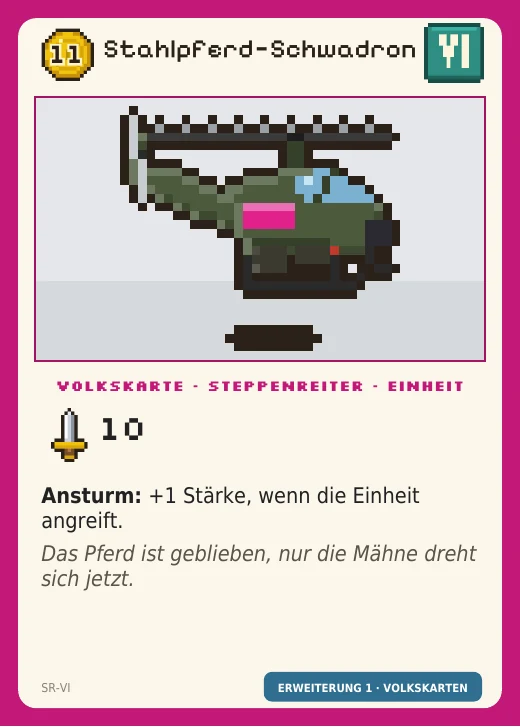 11 Stahlpferd-Schwadron VI
VOLKSKARTE · STEPPENREITER · EINHEIT
10
Ansturm: +1 Stärke, wenn die Einheit
angreift.
Das Pferd ist geblieben, nur die Mähne dreht
sich jetzt.
SR-VI
ERWEITERUNG 1 · VOLKSKARTEN